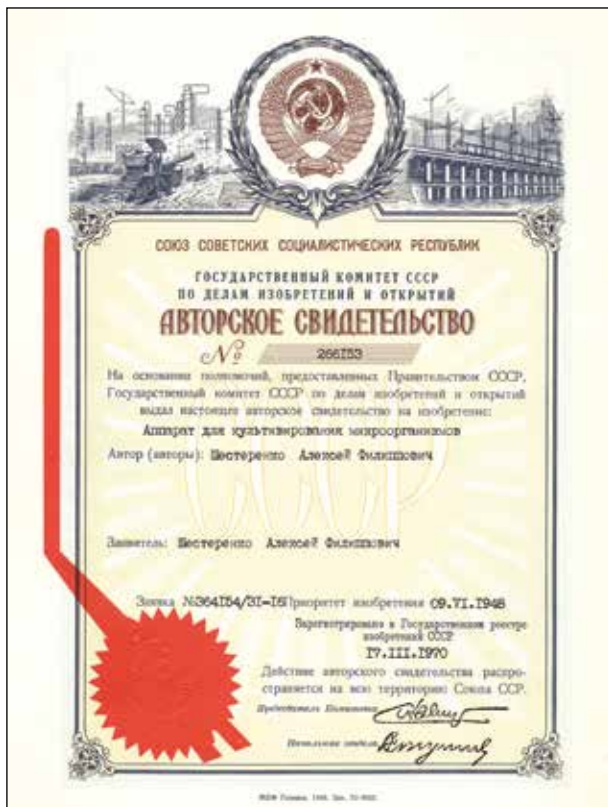 СОЮЗ СОВЕТСКИХ СОЦИАЛИСТИЧЕСКИХ РЕСПУБЛИК
ГОСУДАРСТВЕННЫЙ КОМИТЕТ СССР
ПО ДЕЛАМ ИЗОБРЕТЕНИЙ И ОТКРЫТИЙ
АВТОРСКОЕ СВИДЕТЕЛЬСТВО
№ 266153
На основании полномочий, предоставленных Правительством СССР,
Государственный комитет СССР по делам изобретений и открытий
выдал настоящее авторское свидетельство на изобретение:
Аппарат для культивирования микроорганизмов
Автор (авторы): Шестеренко Алексей Филиппович
СССР
Заявитель: Шестеренко Алексей Филиппович
Заявка №364154/31-16 Приоритет изобретения 09.VI.1948
Зарегистрировано в Государственном реестре
изобретений СССР
17.III.1970
Действие авторского свидетельства распро-
страняется на всю территорию Союза ССР.
Председатель Комитета
Начальник отдела